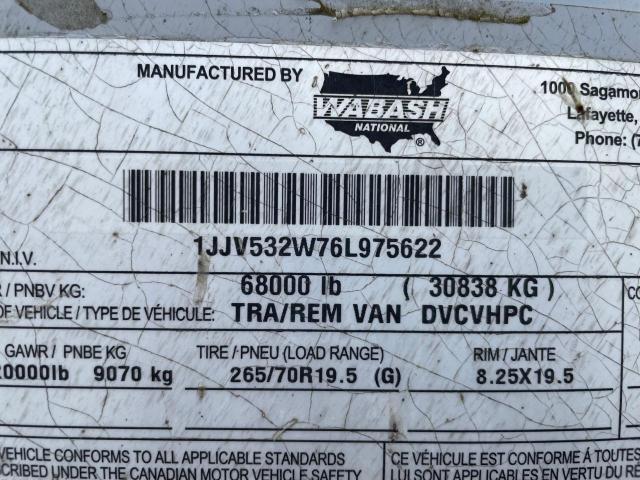 MANUFACTURED BY
WABASH
NATIONAL ®
1000
Lafayette,
Phone: (7
1JJV532W76L975622
N.I.V.
/ PNBV KG: 68000 lb ( 30838 KG )
OF VEHICLE / TYPE DE VÉHICULE: TRA/REM VAN DVCVHPC
GAWR / PNBE KG TIRE / PNEU (LOAD RANGE) RIM / JANTE
20000lb 9070 kg 265/70R19.5 (G) 8.25X19.5
VEHICLE CONFORMS TO ALL APPLICABLE STANDARDS
UNDER THE CANADIAN MOTOR VEHICLE SAFETY
CE VÉHICULE EST CONFORME À TOUTES
LUI SONT APPLICABLES EN VERTU DU